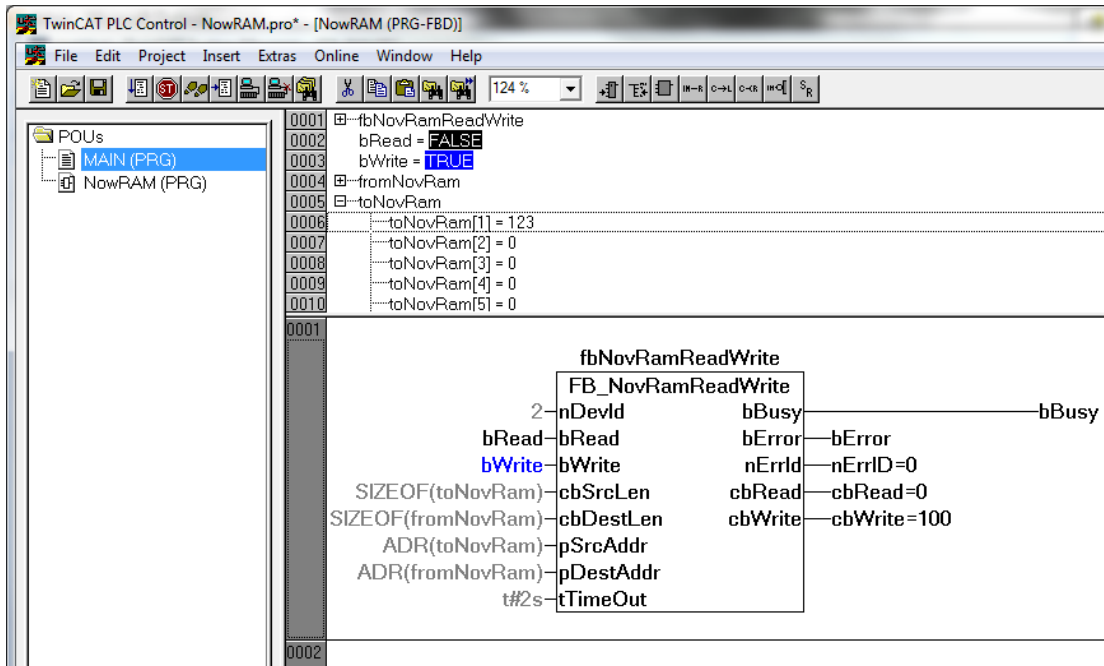 TwinCAT PLC Control - NowRAM.pro* - [NowRAM (PRG-FBD)]
File Edit Project Insert Extras Online Window Help
124 %
IN-R C→L C→R IN S R
POUs
MAIN (PRG)
NowRAM (PRG)
0001 fbNovRamReadWrite
0002 bRead = FALSE
0003 bWrite = TRUE
0004 fromNovRam
0005 toNovRam
0006 toNovRam[1] = 123
0007 toNovRam[2] = 0
0008 toNovRam[3] = 0
0009 toNovRam[4] = 0
0010 toNovRam[5] = 0
0001
fbNovRamReadWrite
FB_NovRamReadWrite
2 nDevId bBusy bBusy
bRead bRead bError bError
bWrite bWrite nErrId nErrID=0
SIZEOF(toNovRam) cbSrcLen cbRead cbRead=0
SIZEOF(fromNovRam) cbDestLen cbWrite cbWrite=100
ADR(toNovRam) pSrcAddr
ADR(fromNovRam) pDestAddr
t#2s tTimeOut
0002